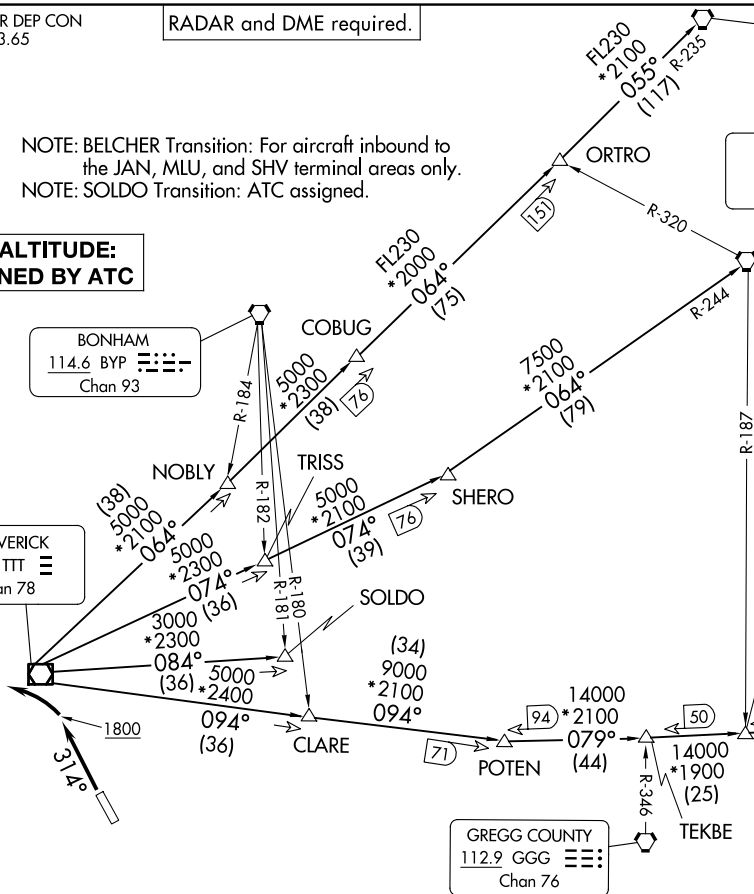 R DEP CON
3.65
RADAR and DME required.
NOTE: BELCHER Transition: For aircraft inbound to
the JAN, MLU, and SHV terminal areas only.
NOTE: SOLDO Transition: ATC assigned.
ALTITUDE:
NED BY ATC
FL230
*2100
055°
(117)
R-235
ORTRO
151
R-320
FL230
*2000
064°
(75)
R-244
BONHAM
114.6 BYP
Chan 93
COBUG
5000
*2300
(38)
76
R-184
7500
*2100
064°
(79)
R-187
NOBLY
TRISS
R-182
5000
*2100
074°
(39)
76
SHERO
(38)
5000
*2100
064°
VERICK
TTT
an 78
5000
*2300
074°
(36)
R-180
R-181
SOLDO
3000
*2300
084°
(36)
5000
*2400
094°
(36)
CLARE
(34)
9000
*2100
094°
71
94
POTEN
14000
*2100
079°
(44)
50
14000
*1900
(25)
TEKBE
R-346
1800
314°
GREGG COUNTY
112.9 GGG
Chan 76